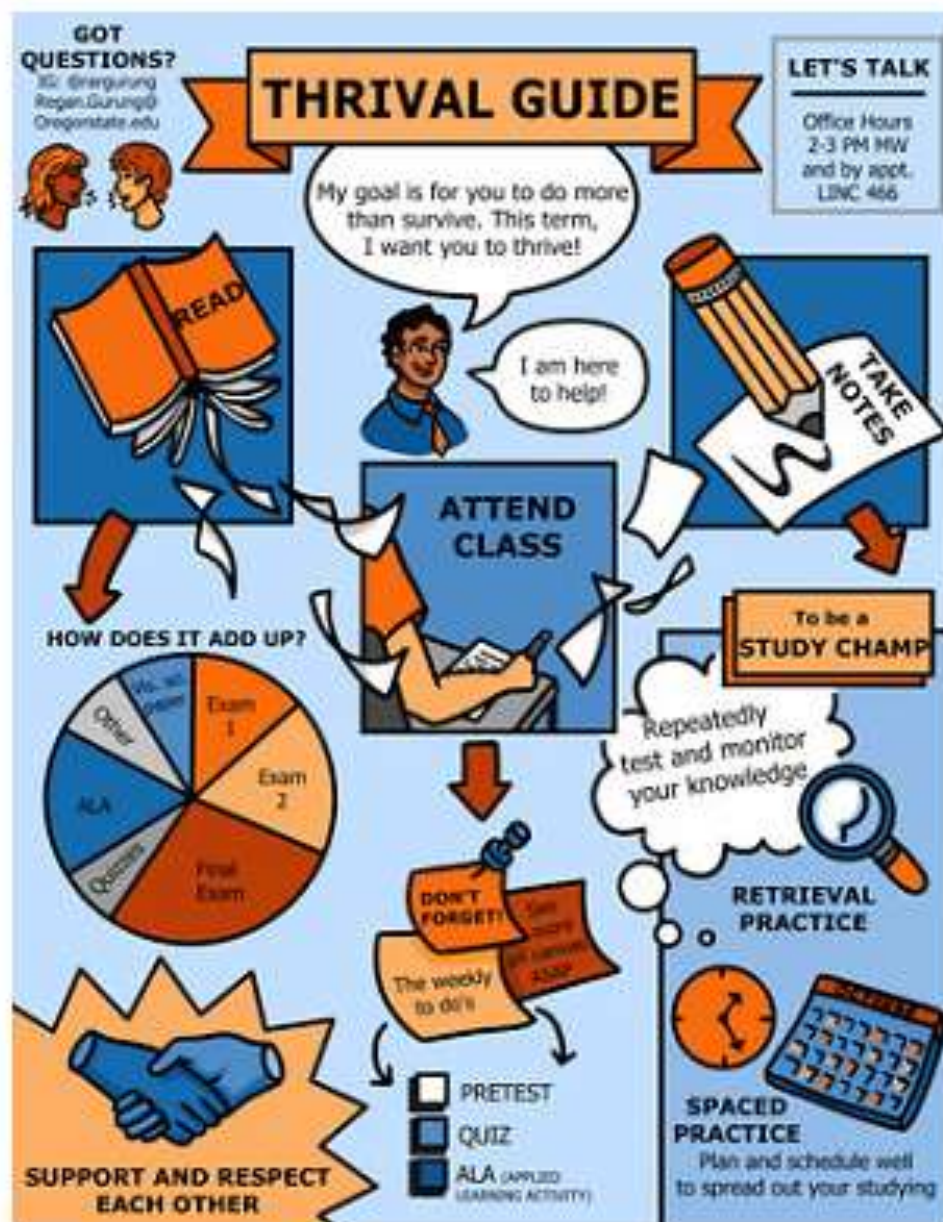 GOT
QUESTIONS?
IG: @rargurung
Regan.Gurung@
Oregonstate.edu
THRIVAL GUIDE
LET'S TALK
Office Hours
2-3 PM MW
and by appt.
LINC 466
My goal is for you to do more
than survive. This term,
I want you to thrive!
I am here
to help!
READ
TAKE
NOTES
ATTEND
CLASS
HOW DOES IT ADD UP?
Exam
1
Exam
2
Final
Exam
Quizzes
ALA
Other
paper
To be a
STUDY CHAMP
Repeatedly
test and monitor
your knowledge
RETRIEVAL
PRACTICE
DON'T
FORGET!
The weekly
to do's
PRETEST
QUIZ
ALA (APPLIED
LEARNING ACTIVITY)
OCTOBER
SPACED
PRACTICE
Plan and schedule well
to spread out your studying
SUPPORT AND RESPECT
EACH OTHER